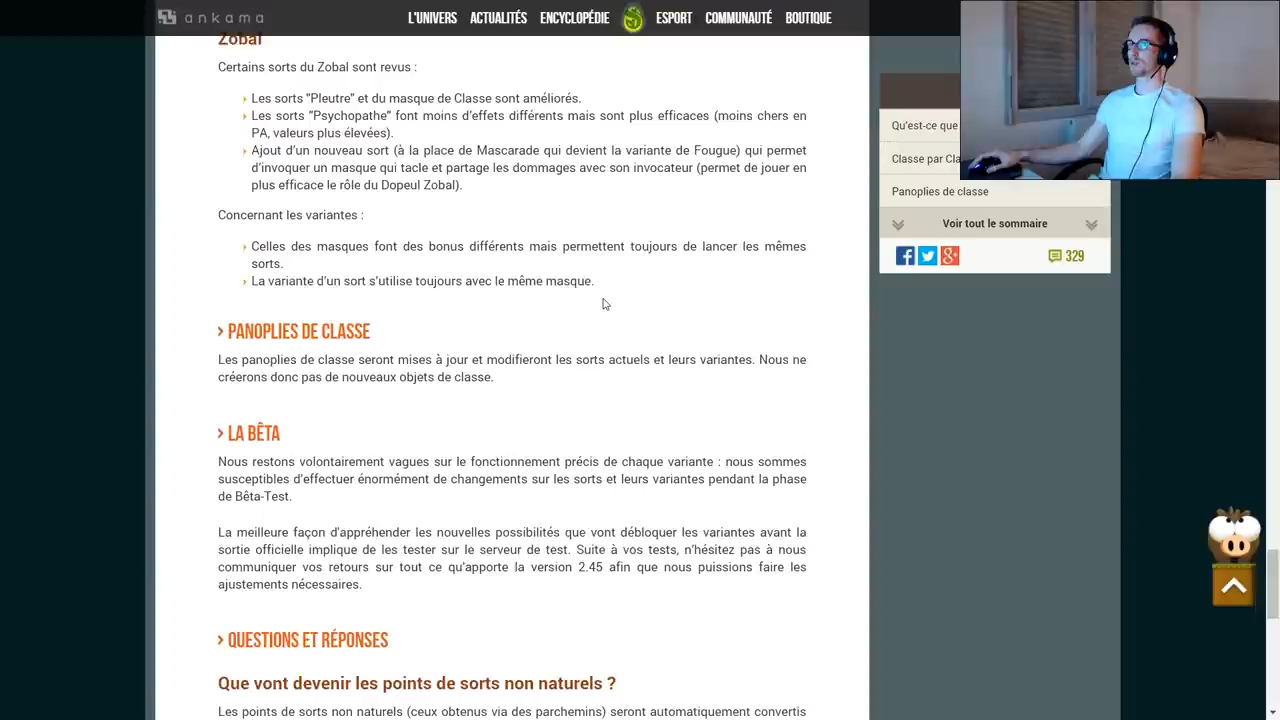 ankama
L'UNIVERS ACTUALITÉS ENCYCLOPÉDIE ESPORT COMMUNAUTÉ BOUTIQUE
Zobal
Certains sorts du Zobal sont revus :
Les sorts "Pleutre" et du masque de Classe sont améliorés.
Les sorts "Psychopathe" font moins d'effets différents mais sont plus efficaces (moins chers en
PA, valeurs plus élevées).
Ajout d'un nouveau sort (à la place de Mascarade qui devient la variante de Fougue) qui permet
d'invoquer un masque qui tacle et partage les dommages avec son invocateur (permet de jouer en
plus efficace le rôle du Dopeul Zobal).
Concernant les variantes :
Celles des masques font des bonus différents mais permettent toujours de lancer les mêmes
sorts.
La variante d'un sort s'utilise toujours avec le même masque.
› PANOPLIES DE CLASSE
Les panoplies de classe seront mises à jour et modifieront les sorts actuels et leurs variantes. Nous ne
créerons donc pas de nouveaux objets de classe.
› LA BÊTA
Nous restons volontairement vagues sur le fonctionnement précis de chaque variante : nous sommes
susceptibles d'effectuer énormément de changements sur les sorts et leurs variantes pendant la phase
de Bêta-Test.
La meilleure façon d'appréhender les nouvelles possibilités que vont débloquer les variantes avant la
sortie officielle implique de les tester sur le serveur de test. Suite à vos tests, n'hésitez pas à nous
communiquer vos retours sur tout ce qu'apporte la version 2.45 afin que nous puissions faire les
ajustements nécessaires.
› QUESTIONS ET RÉPONSES
Que vont devenir les points de sorts non naturels ?
Les points de sorts non naturels (ceux obtenus via des parchemins) seront automatiquement convertis
Qu'est-ce que
Classe par Cla
Panoplies de classe
Voir tout le sommaire
329